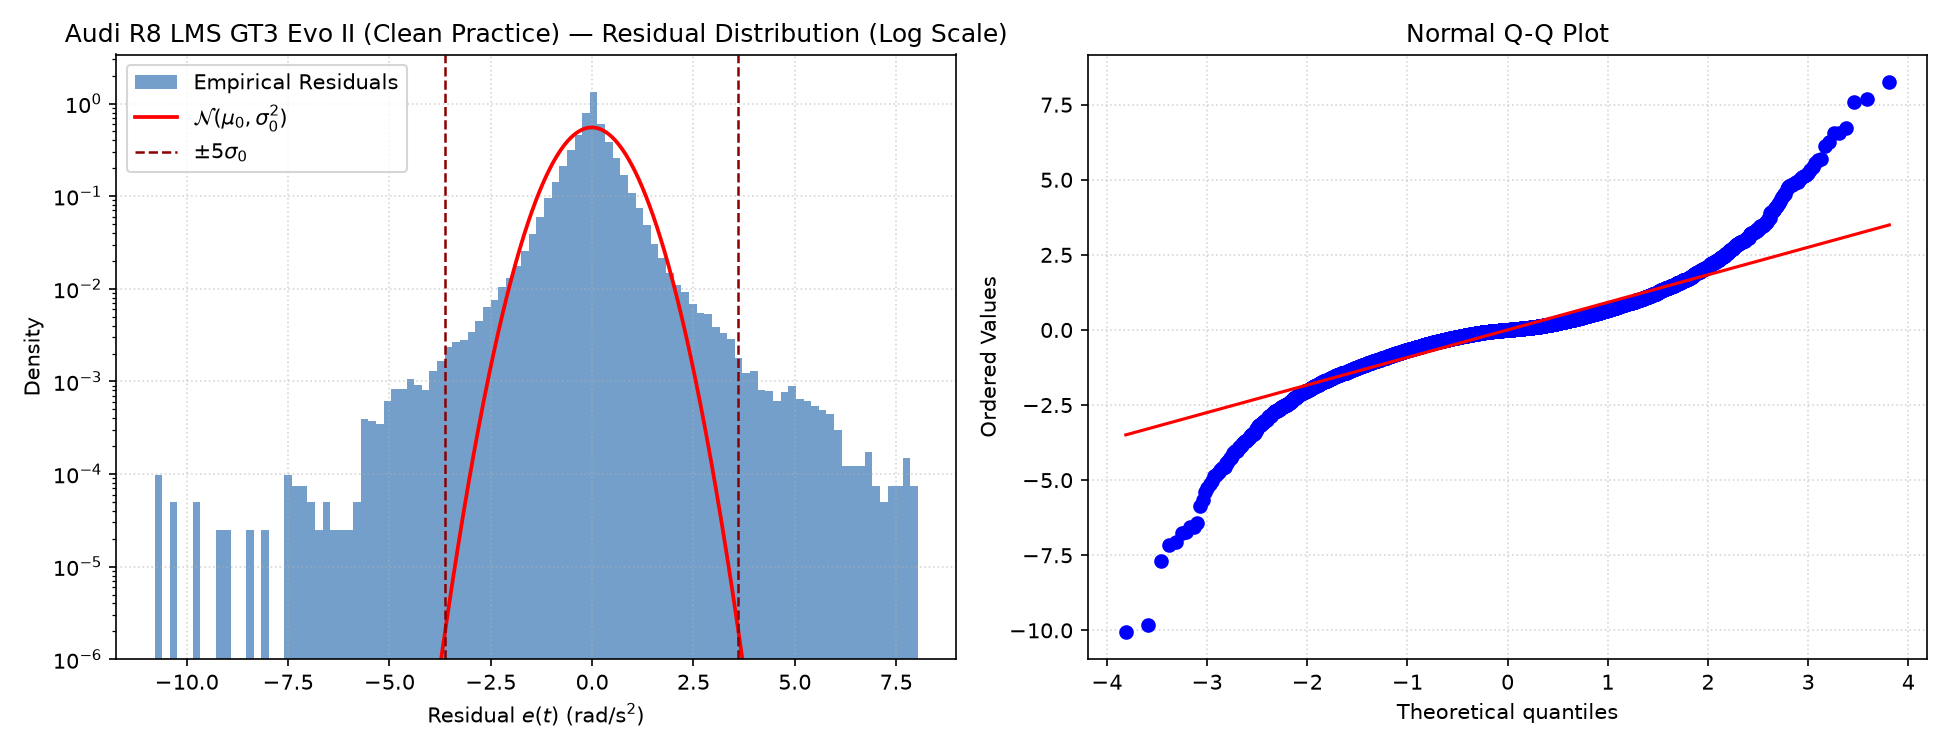 Audi R8 LMS GT3 Evo II (Clean Practice) — Residual Distribution (Log Scale)
Empirical Residuals
𝒩(μ₀, σ₀²)
±5σ₀
Density
10⁰
10⁻¹
10⁻²
10⁻³
10⁻⁴
10⁻⁵
10⁻⁶
−10.0 −7.5 −5.0 −2.5 0.0 2.5 5.0 7.5
Residual e(t) (rad/s²)
Normal Q-Q Plot
Ordered Values
7.5
5.0
2.5
0.0
−2.5
−5.0
−7.5
−10.0
−4 −3 −2 −1 0 1 2 3 4
Theoretical quantiles